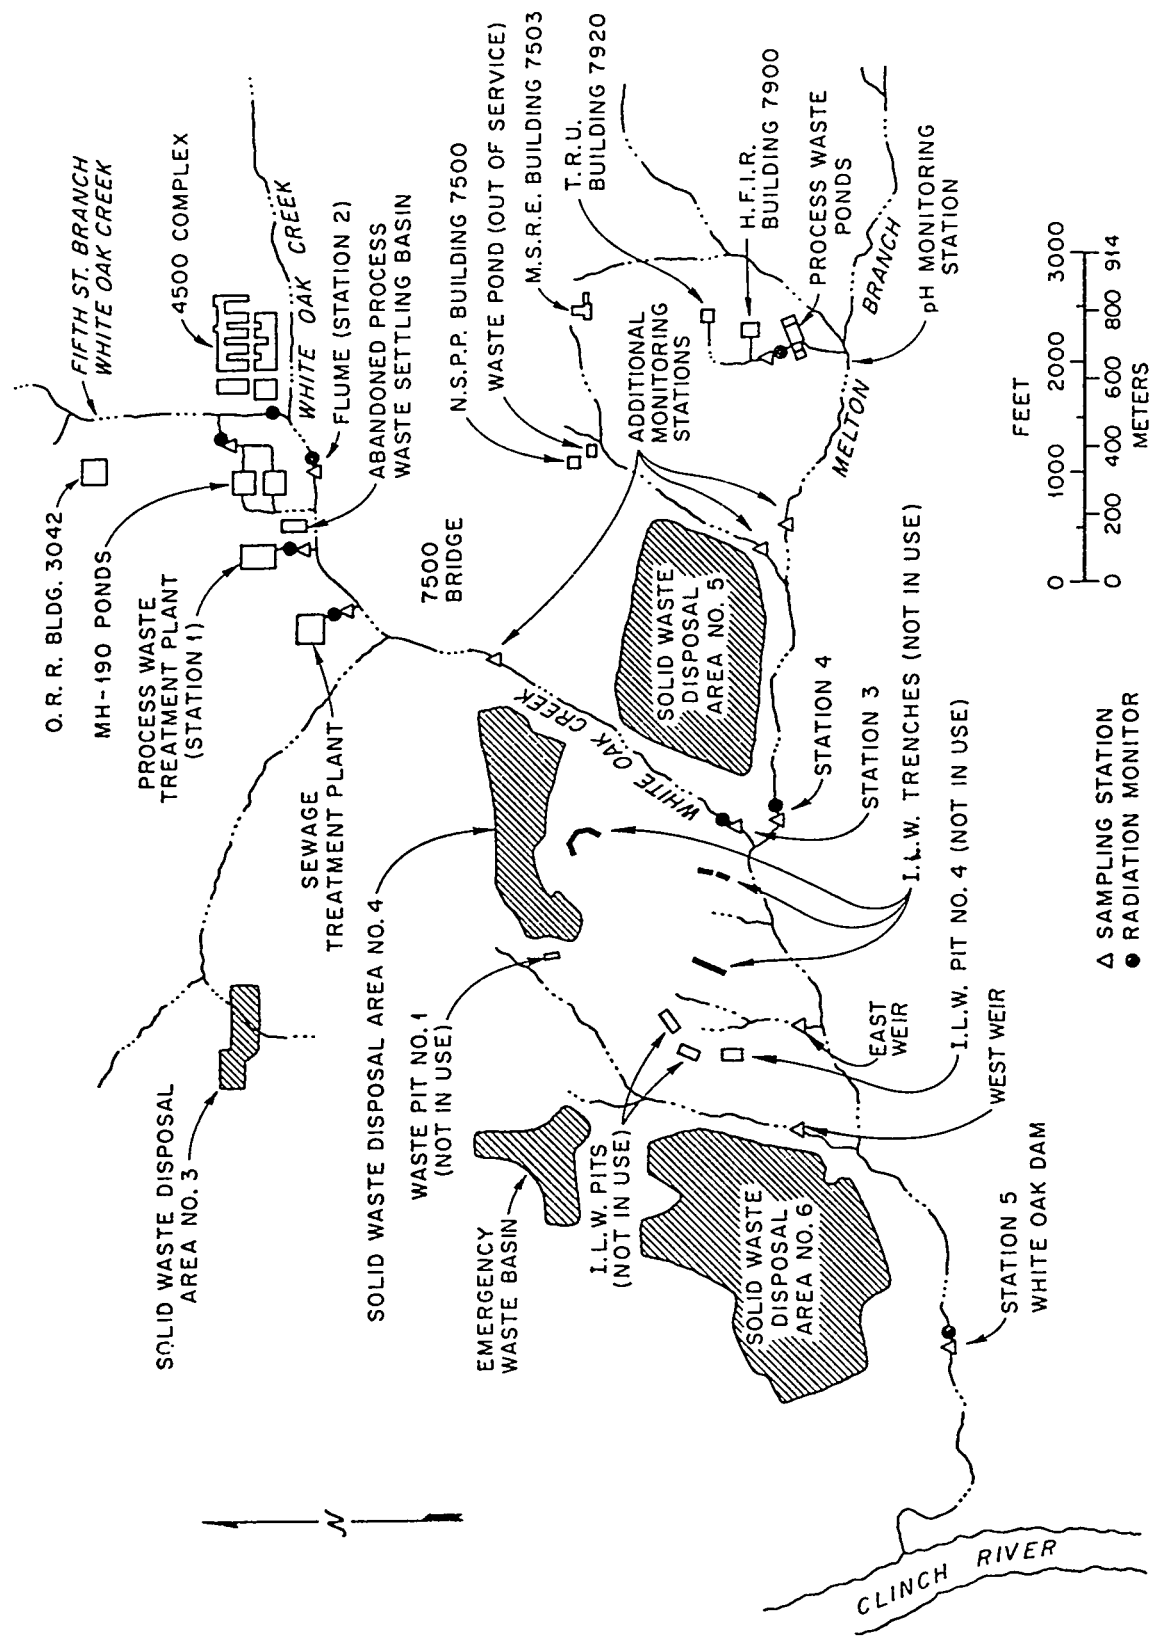 FIFTH ST. BRANCH
WHITE OAK CREEK
4500 COMPLEX
WHITE OAK CREEK
FLUME (STATION 2)
ABANDONED PROCESS
WASTE SETTLING BASIN
O. R. R. BLDG. 3042
MH-190 PONDS
PROCESS WASTE
TREATMENT PLANT
(STATION 1)
SEWAGE
TREATMENT PLANT
7500
BRIDGE
N.S.P.P. BUILDING 7500
WASTE POND (OUT OF SERVICE)
M.S.R.E. BUILDING 7503
T.R.U.
BUILDING 7920
ADDITIONAL
MONITORING
STATIONS
H.F.I.R.
BUILDING 7900
PROCESS WASTE
PONDS
MELTON BRANCH
pH MONITORING
STATION
SOLID WASTE
DISPOSAL
AREA NO. 5
WHITE OAK CREEK
STATION 4
STATION 3
I.L.W. TRENCHES (NOT IN USE)
I.L.W. PIT NO. 4 (NOT IN USE)
SOLID WASTE DISPOSAL
AREA NO. 3
SOLID WASTE DISPOSAL AREA NO. 4
WASTE PIT NO. 1
(NOT IN USE)
EMERGENCY
WASTE BASIN
I.L.W. PITS
(NOT IN USE)
EAST
WEIR
WEST WEIR
SOLID WASTE
DISPOSAL
AREA NO. 6
STATION 5
WHITE OAK DAM
CLINCH RIVER
N
FEET
0 1000 2000 3000
0 200 400 600 800 914
METERS
△ SAMPLING STATION
● RADIATION MONITOR